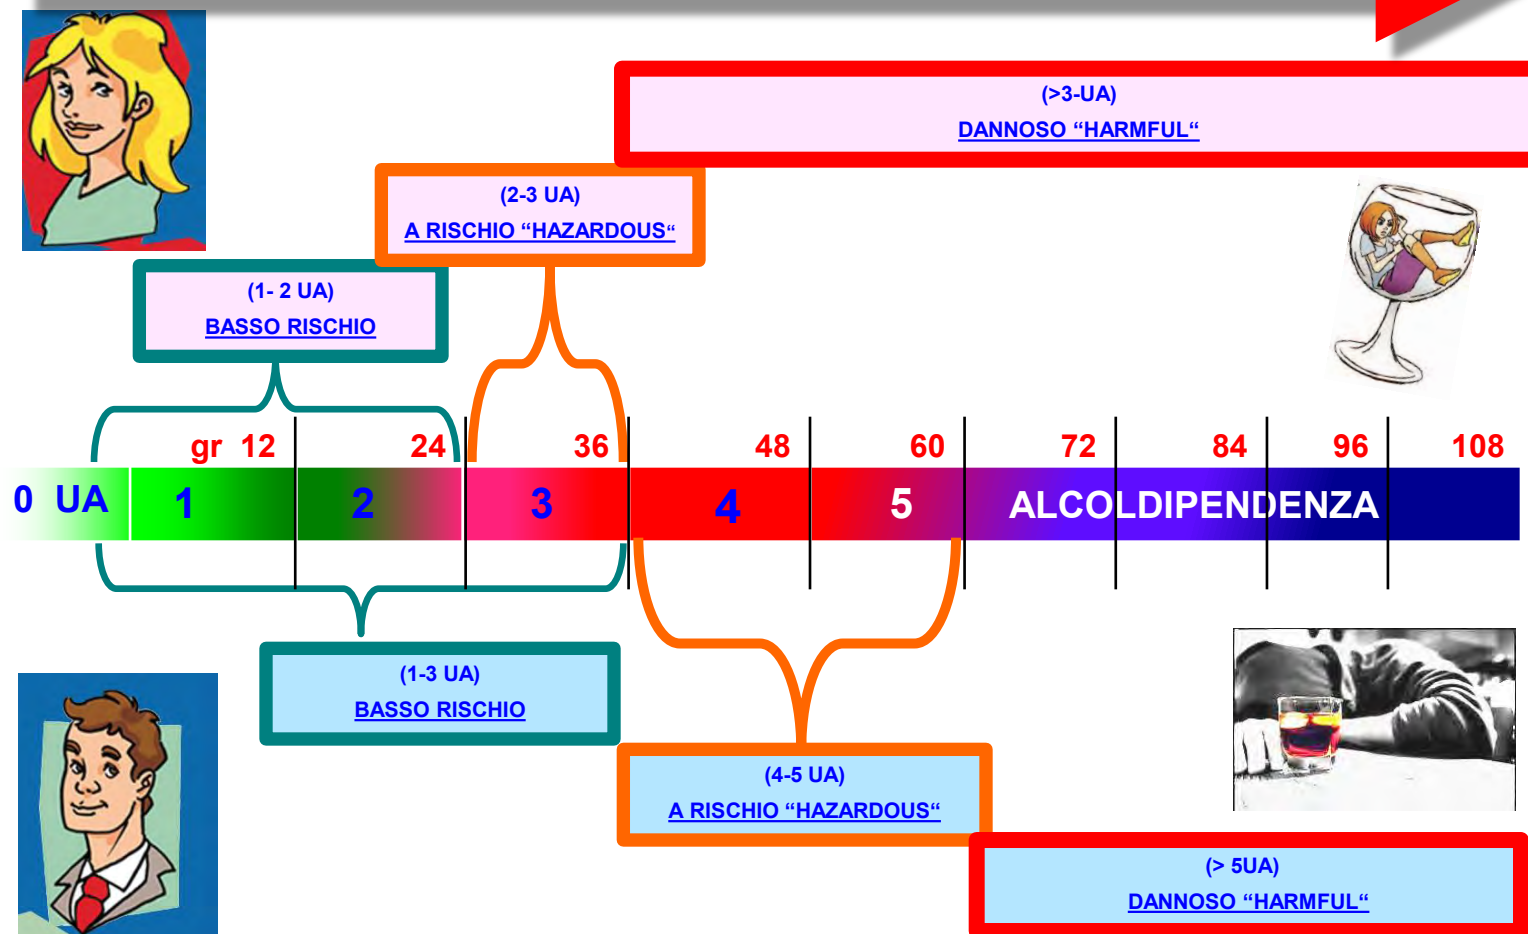 (>3-UA)
DANNOSO “HARMFUL“
(2-3 UA)
A RISCHIO “HAZARDOUS“
(1- 2 UA)
BASSO RISCHIO
gr 12 24 36 48 60 72 84 96 108
0 UA 1 2 3 4 5 ALCOLDIPENDENZA
(1-3 UA)
BASSO RISCHIO
(4-5 UA)
A RISCHIO “HAZARDOUS“
(> 5UA)
DANNOSO “HARMFUL“